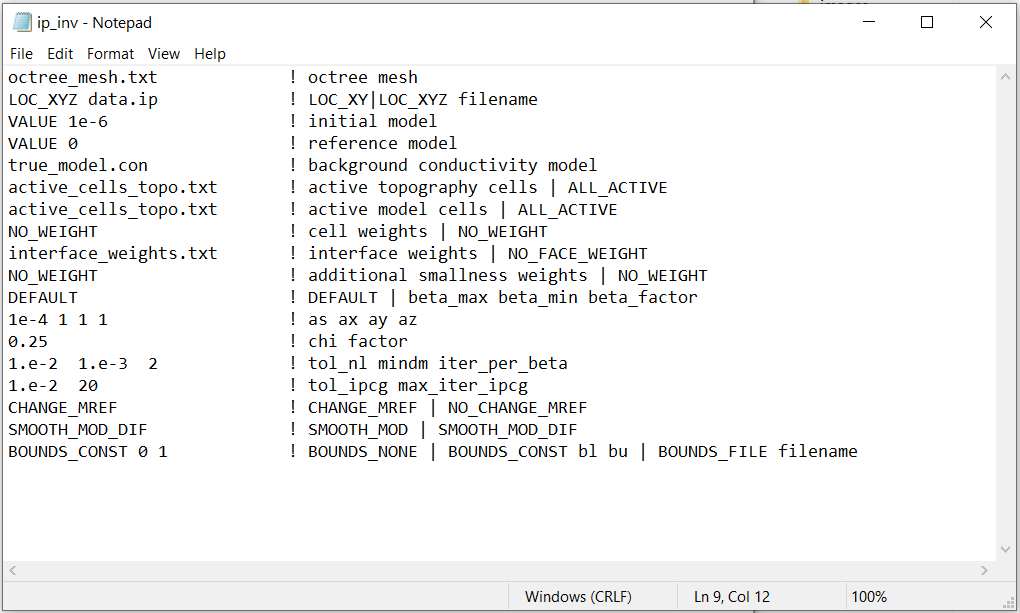 ip_inv - Notepad
File Edit Format View Help
octree_mesh.txt ! octree mesh
LOC_XYZ data.ip ! LOC_XY|LOC_XYZ filename
VALUE 1e-6 ! initial model
VALUE 0 ! reference model
true_model.con ! background conductivity model
active_cells_topo.txt ! active topography cells | ALL_ACTIVE
active_cells_topo.txt ! active model cells | ALL_ACTIVE
NO_WEIGHT ! cell weights | NO_WEIGHT
interface_weights.txt ! interface weights | NO_FACE_WEIGHT
NO_WEIGHT ! additional smallness weights | NO_WEIGHT
DEFAULT ! DEFAULT | beta_max beta_min beta_factor
1e-4 1 1 1 ! as ax ay az
0.25 ! chi factor
1.e-2 1.e-3 2 ! tol_nl mindm iter_per_beta
1.e-2 20 ! tol_ipcg max_iter_ipcg
CHANGE_MREF ! CHANGE_MREF | NO_CHANGE_MREF
SMOOTH_MOD_DIF ! SMOOTH_MOD | SMOOTH_MOD_DIF
BOUNDS_CONST 0 1 ! BOUNDS_NONE | BOUNDS_CONST bl bu | BOUNDS_FILE filename
Windows (CRLF) Ln 9, Col 12 100%